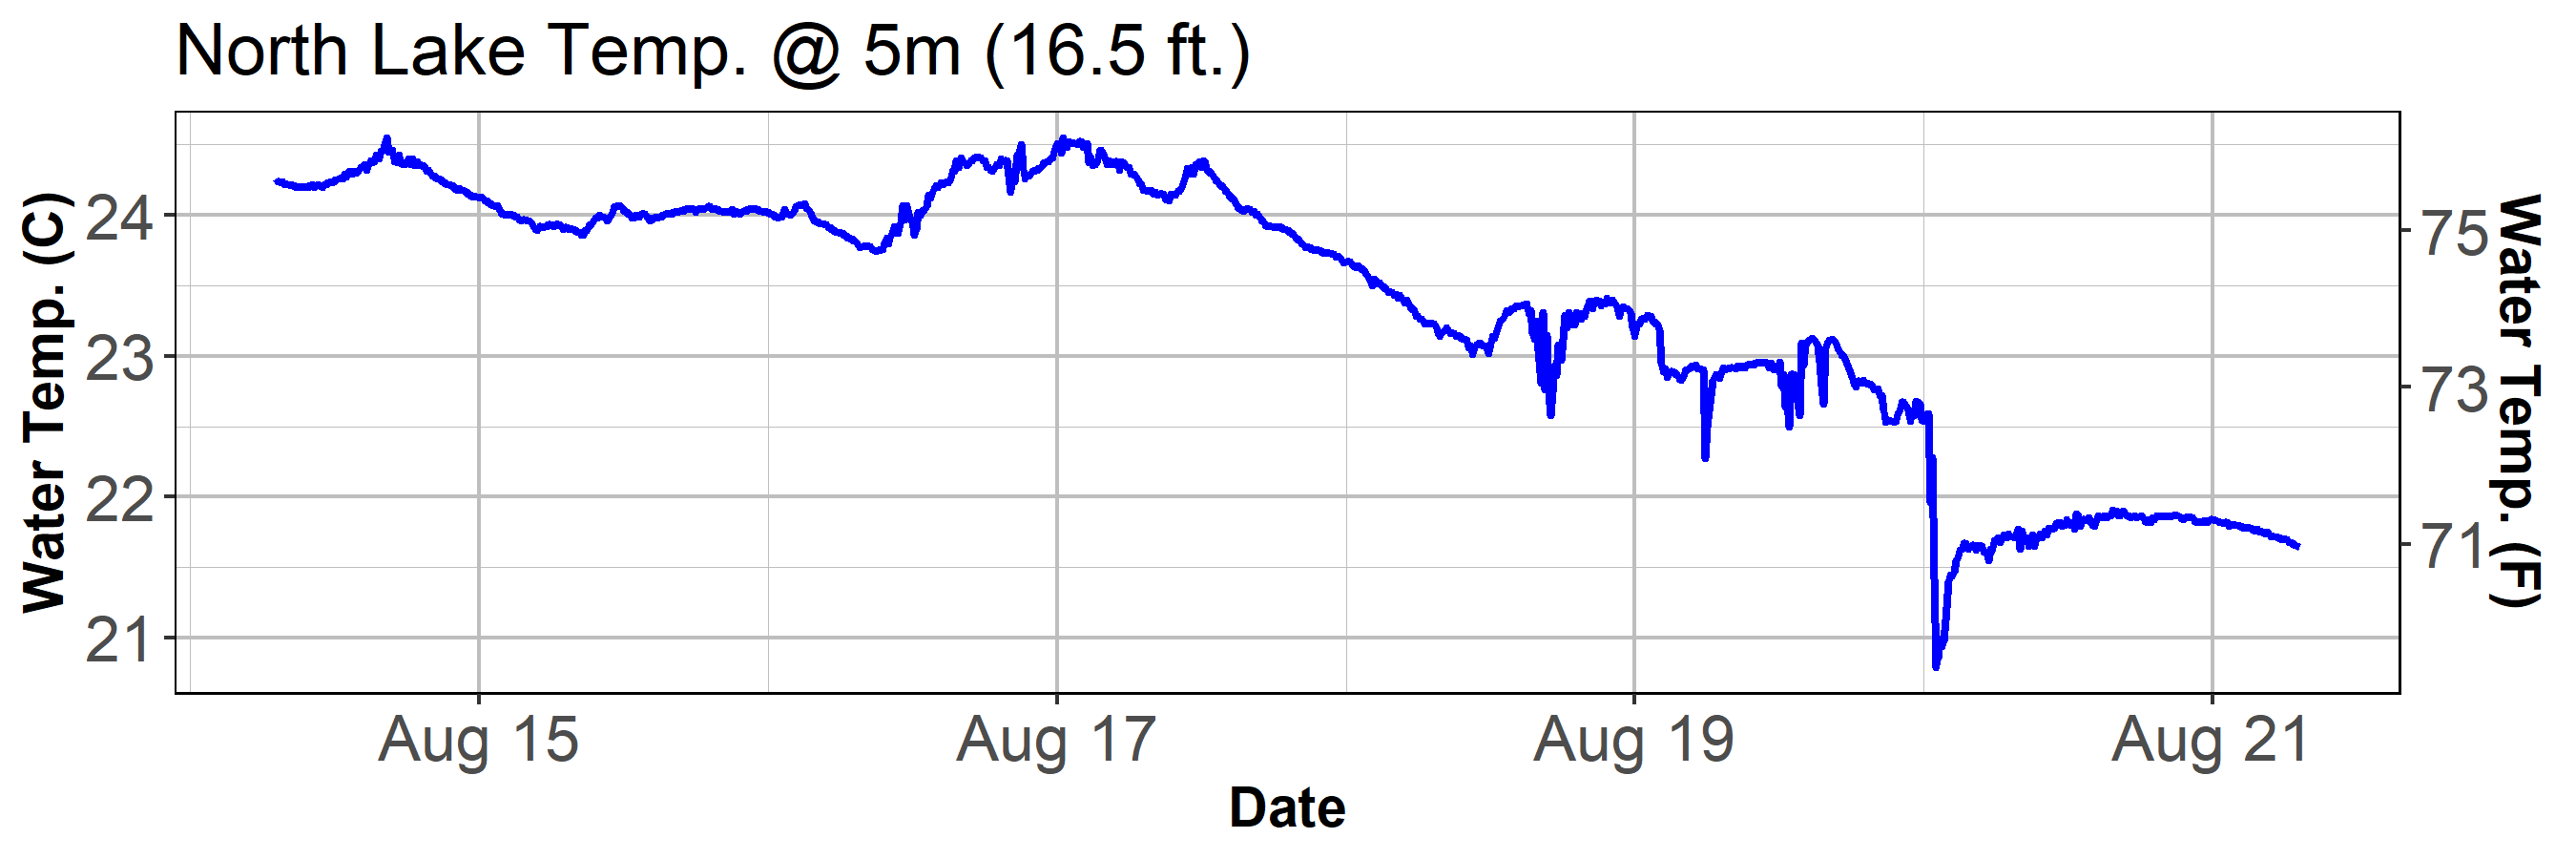 North Lake Temp. @ 5m (16.5 ft.)
Water Temp. (C)
24
23
22
21
75
73
71
Water Temp. (F)
Aug 15
Aug 17
Aug 19
Aug 21
Date